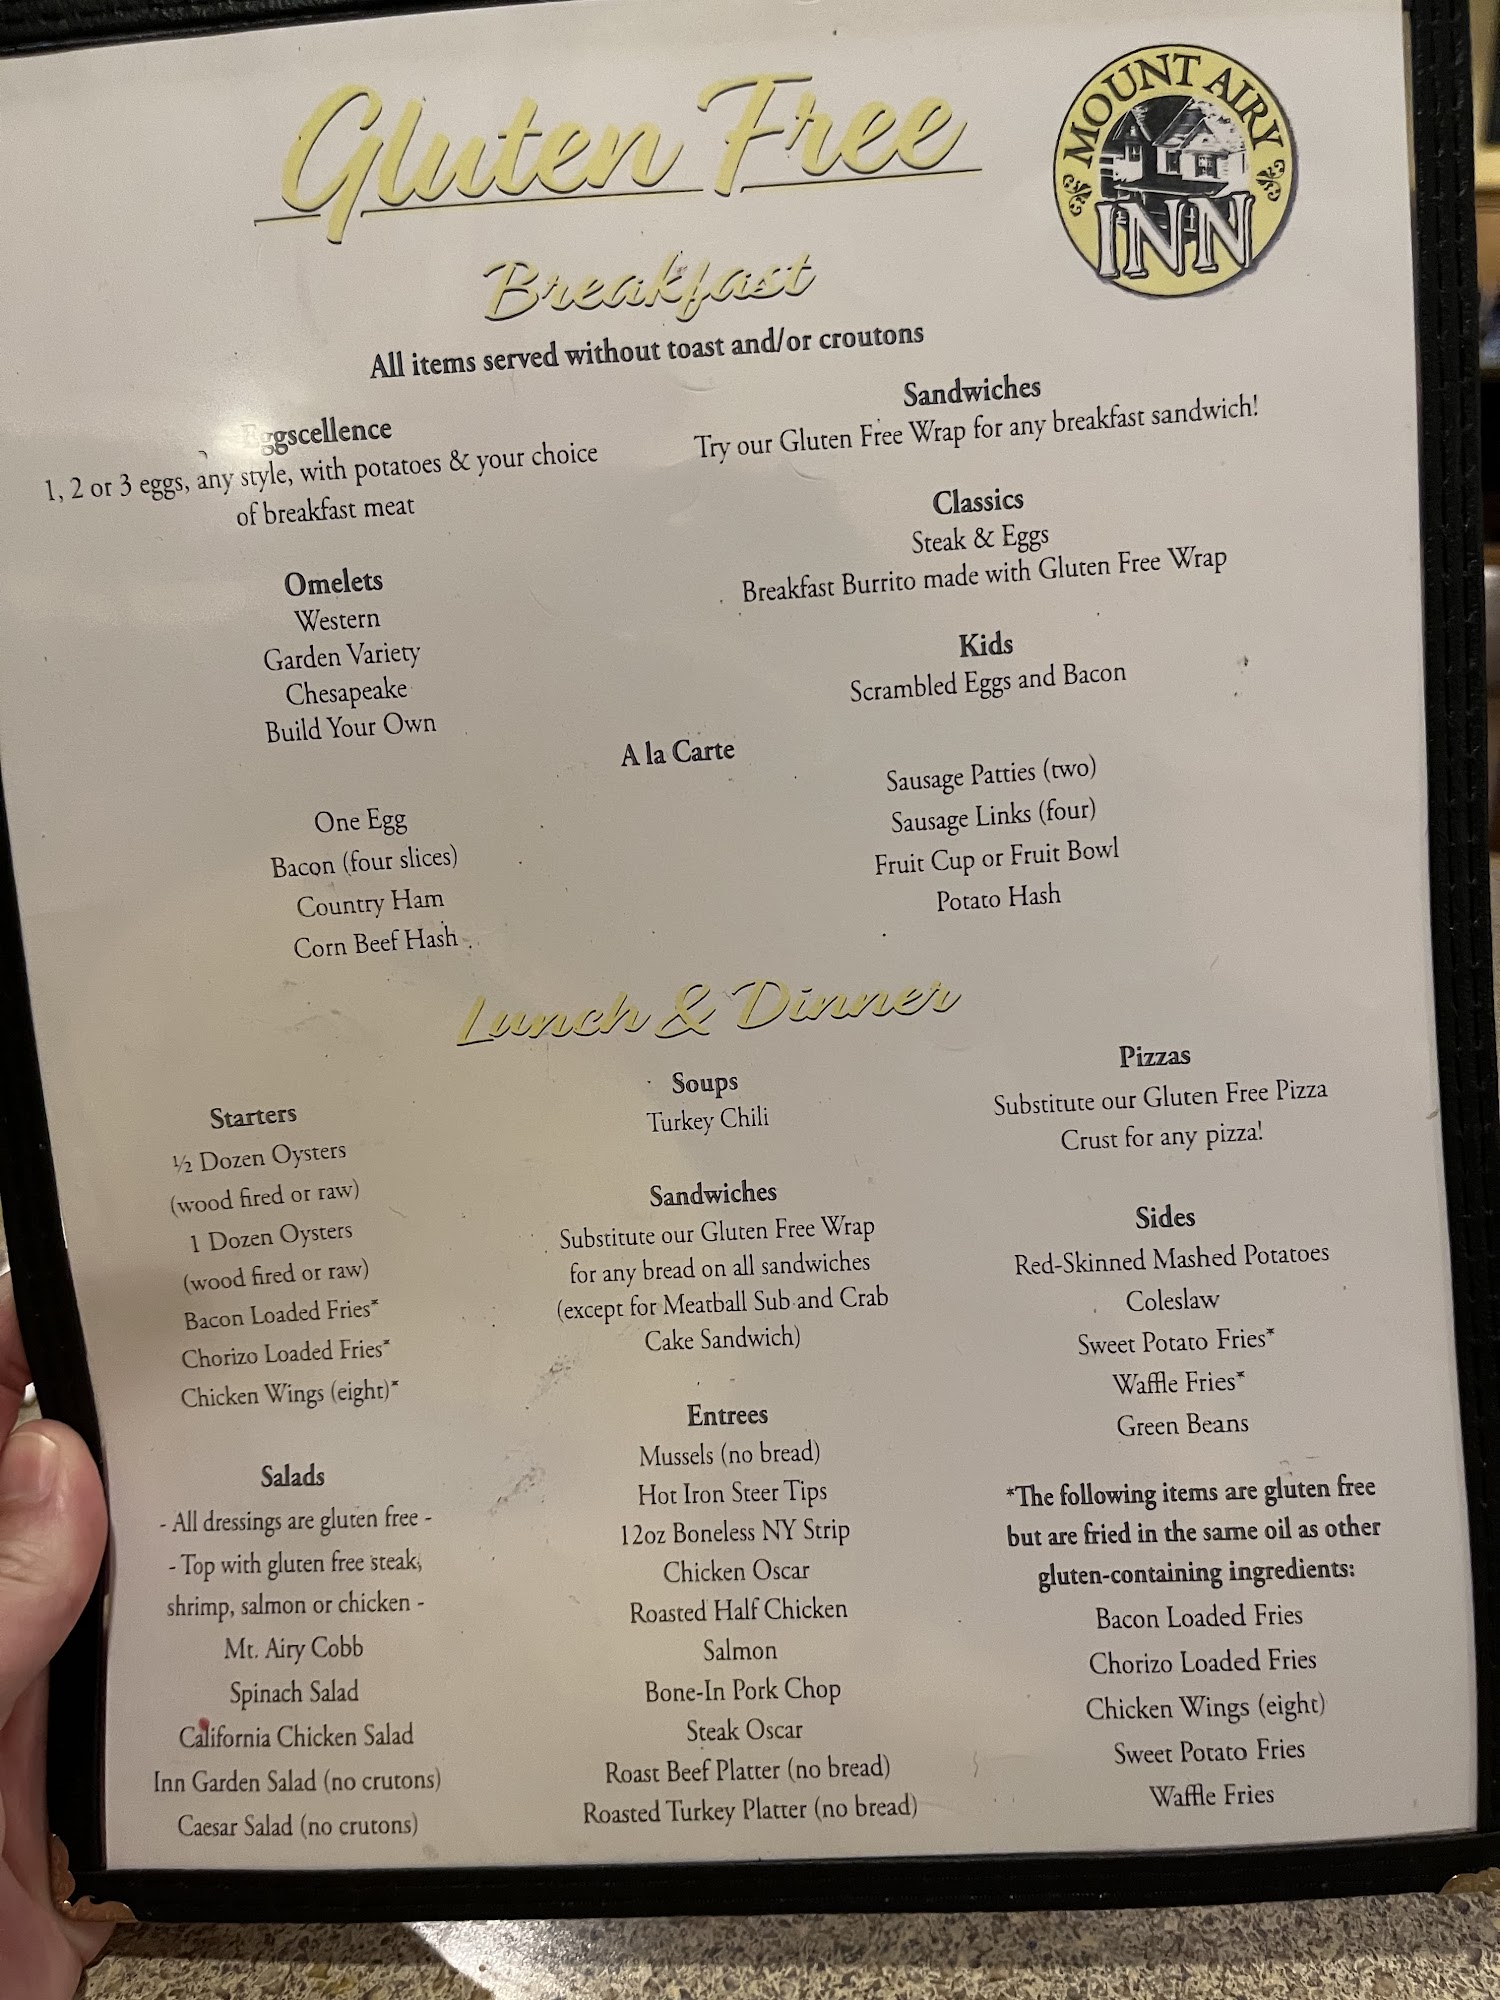 Gluten Free
MOUNT AIRY
INN
Breakfast
All items served without toast and/or croutons
Eggscellence
1, 2 or 3 eggs, any style, with potatoes & your choice
of breakfast meat
Omelets
Western
Garden Variety
Chesapeake
Build Your Own
Sandwiches
Try our Gluten Free Wrap for any breakfast sandwich!
Classics
Steak & Eggs
Breakfast Burrito made with Gluten Free Wrap
Kids
Scrambled Eggs and Bacon
A la Carte
One Egg
Bacon (four slices)
Country Ham
Corn Beef Hash
Sausage Patties (two)
Sausage Links (four)
Fruit Cup or Fruit Bowl
Potato Hash
Lunch & Dinner
Starters
½ Dozen Oysters
(wood fired or raw)
1 Dozen Oysters
(wood fired or raw)
Bacon Loaded Fries*
Chorizo Loaded Fries*
Chicken Wings (eight)*
Salads
- All dressings are gluten free -
- Top with gluten free steak,
shrimp, salmon or chicken -
Mt. Airy Cobb
Spinach Salad
California Chicken Salad
Inn Garden Salad (no crutons)
Caesar Salad (no crutons)
Soups
Turkey Chili
Sandwiches
Substitute our Gluten Free Wrap
for any bread on all sandwiches
(except for Meatball Sub and Crab
Cake Sandwich)
Entrees
Mussels (no bread)
Hot Iron Steer Tips
12oz Boneless NY Strip
Chicken Oscar
Roasted Half Chicken
Salmon
Bone-In Pork Chop
Steak Oscar
Roast Beef Platter (no bread)
Roasted Turkey Platter (no bread)
Pizzas
Substitute our Gluten Free Pizza
Crust for any pizza!
Sides
Red-Skinned Mashed Potatoes
Coleslaw
Sweet Potato Fries*
Waffle Fries*
Green Beans
*The following items are gluten free
but are fried in the same oil as other
gluten-containing ingredients:
Bacon Loaded Fries
Chorizo Loaded Fries
Chicken Wings (eight)
Sweet Potato Fries
Waffle Fries